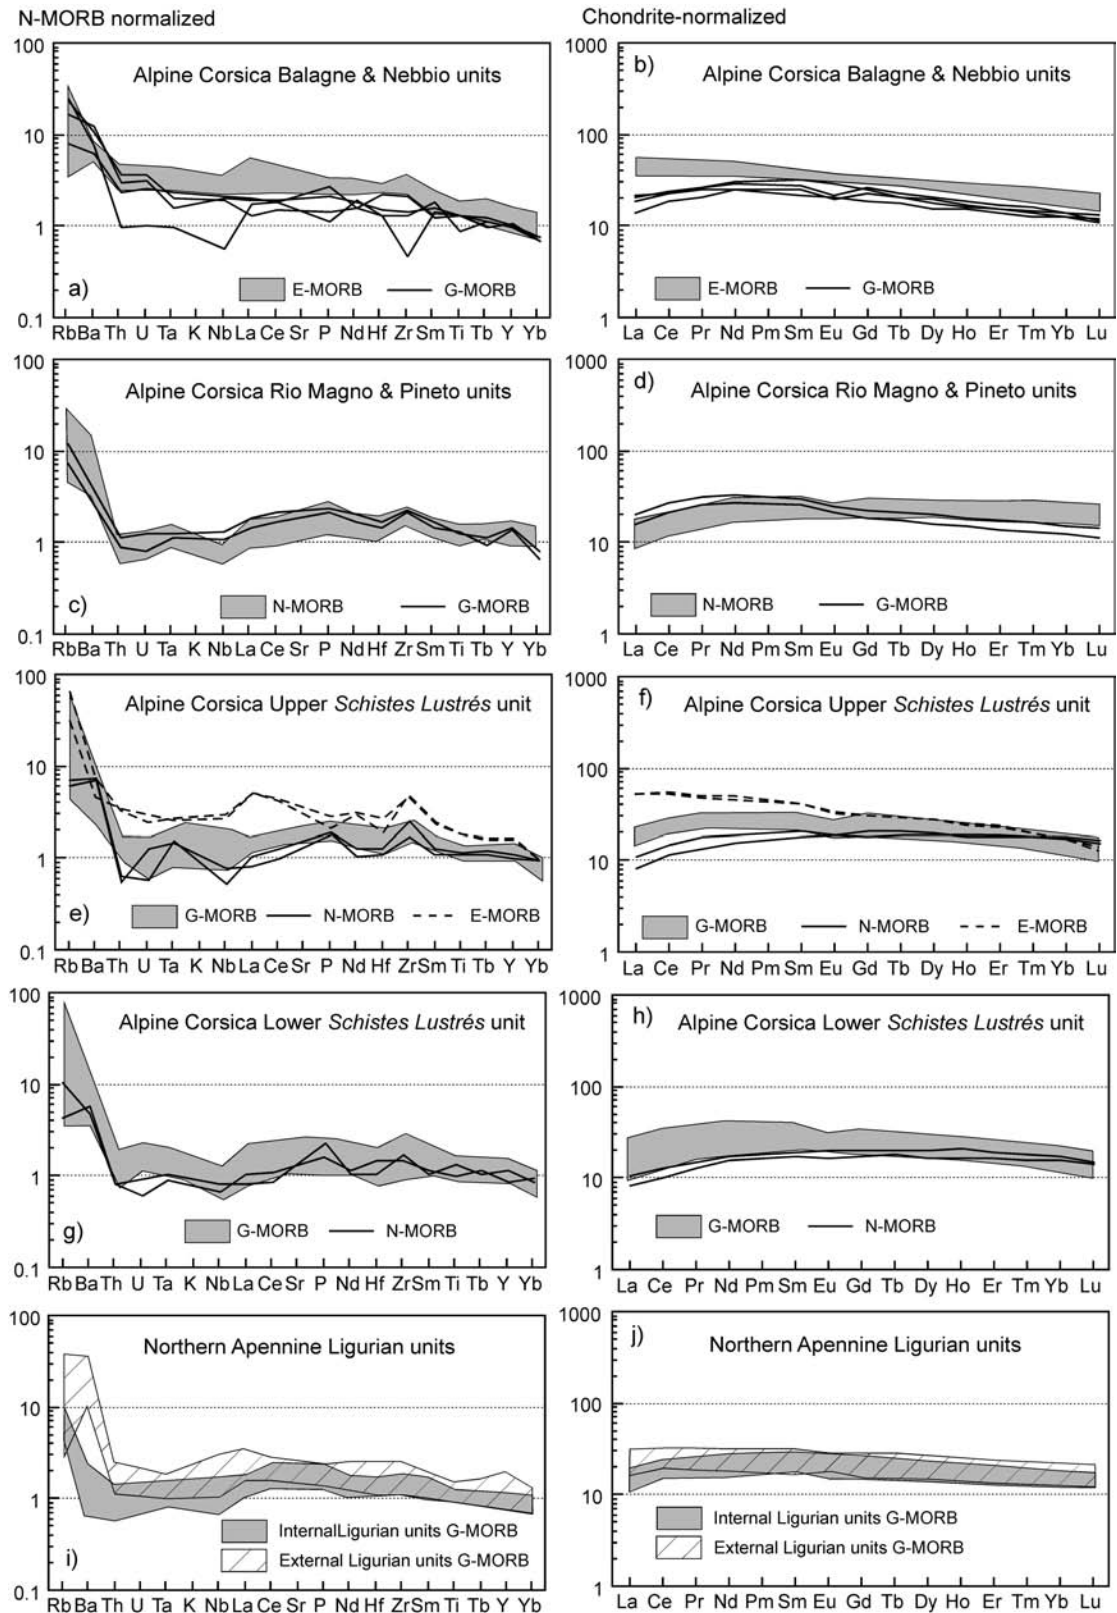 N-MORB normalized
Chondrite-normalized
100
10
1
0.1
Alpine Corsica Balagne & Nebbio units
a)
E-MORB
G-MORB
Rb Ba Th U Ta K Nb La Ce Sr P Nd Hf Zr Sm Ti Tb Y Yb
1000
100
10
1
b)
Alpine Corsica Balagne & Nebbio units
E-MORB
G-MORB
La Ce Pr Nd Pm Sm Eu Gd Tb Dy Ho Er Tm Yb Lu
100
10
1
0.1
Alpine Corsica Rio Magno & Pineto units
c)
N-MORB
G-MORB
Rb Ba Th U Ta K Nb La Ce Sr P Nd Hf Zr Sm Ti Tb Y Yb
1000
100
10
1
d)
Alpine Corsica Rio Magno & Pineto units
N-MORB
G-MORB
La Ce Pr Nd Pm Sm Eu Gd Tb Dy Ho Er Tm Yb Lu
100
10
1
0.1
Alpine Corsica Upper Schistes Lustrés unit
e)
G-MORB
N-MORB
E-MORB
Rb Ba Th U Ta K Nb La Ce Sr P Nd Hf Zr Sm Ti Tb Y Yb
1000
100
10
1
f)
Alpine Corsica Upper Schistes Lustrés unit
G-MORB
N-MORB
E-MORB
La Ce Pr Nd Pm Sm Eu Gd Tb Dy Ho Er Tm Yb Lu
100
10
1
0.1
Alpine Corsica Lower Schistes Lustrés unit
g)
G-MORB
N-MORB
Rb Ba Th U Ta K Nb La Ce Sr P Nd Hf Zr Sm Ti Tb Y Yb
1000
100
10
1
h)
Alpine Corsica Lower Schistes Lustrés unit
G-MORB
N-MORB
La Ce Pr Nd Pm Sm Eu Gd Tb Dy Ho Er Tm Yb Lu
100
10
1
0.1
Northern Apennine Ligurian units
i)
InternalLigurian units G-MORB
External Ligurian units G-MORB
Rb Ba Th U Ta K Nb La Ce Sr P Nd Hf Zr Sm Ti Tb Y Yb
1000
100
10
1
j)
Northern Apennine Ligurian units
Internal Ligurian units G-MORB
External Ligurian units G-MORB
La Ce Pr Nd Pm Sm Eu Gd Tb Dy Ho Er Tm Yb Lu